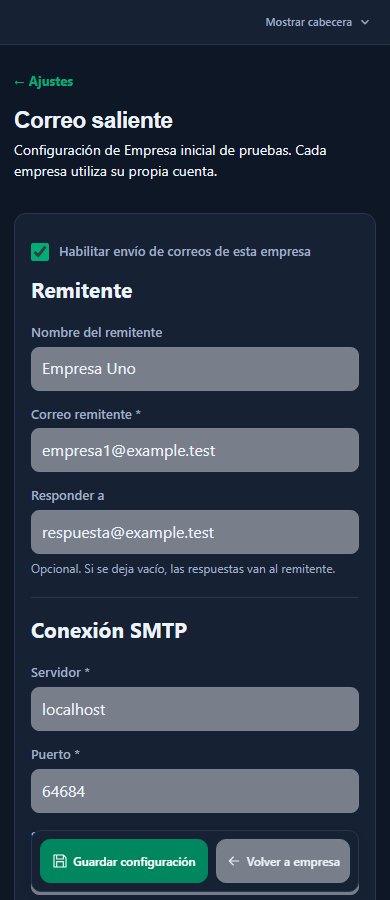 Mostrar cabecera
← Ajustes
Correo saliente
Configuración de Empresa inicial de pruebas. Cada
empresa utiliza su propia cuenta.
Habilitar envío de correos de esta empresa
Remitente
Nombre del remitente
Empresa Uno
Correo remitente *
empresa1@example.test
Responder a
respuesta@example.test
Opcional. Si se deja vacío, las respuestas van al remitente.
Conexión SMTP
Servidor *
localhost
Puerto *
64684
Guardar configuración
← Volver a empresa